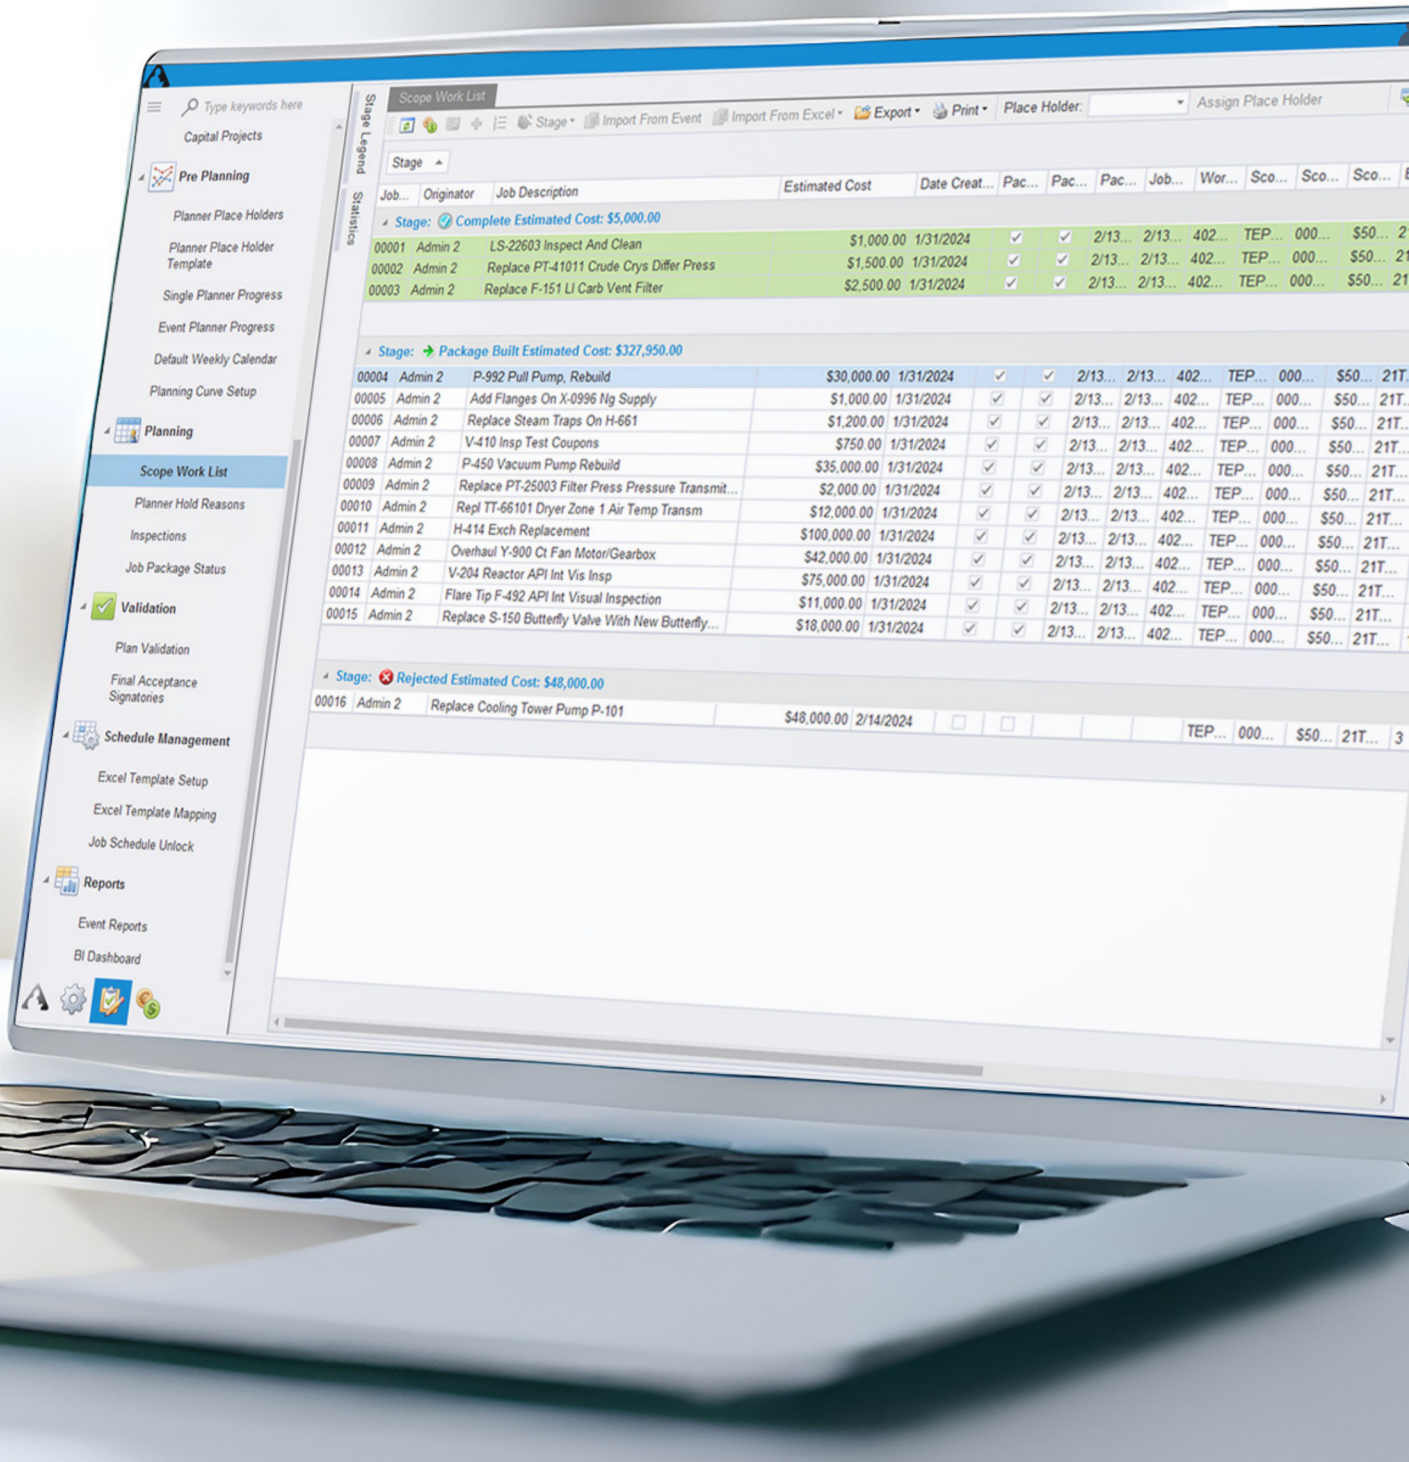 Type keywords here
Capital Projects
Pre Planning
Planner Place Holders
Planner Place Holder
Template
Single Planner Progress
Event Planner Progress
Default Weekly Calendar
Planning Curve Setup
Planning
Scope Work List
Planner Hold Reasons
Inspections
Job Package Status
Validation
Plan Validation
Final Acceptance
Signatories
Schedule Management
Excel Template Setup
Excel Template Mapping
Job Schedule Unlock
Reports
Event Reports
BI Dashboard
Stage Legend
Statistics
Scope Work List
Stage Import From Event Import From Excel Export Print Place Holder: Assign Place Holder
Stage
Job... Originator Job Description Estimated Cost Date Creat... Pac... Pac... Pac... Job... Wor... Sco... Sco... Sco...
Stage: Complete Estimated Cost: $5,000.00
00001 Admin 2 LS-22603 Inspect And Clean $1,000.00 1/31/2024 2/13... 2/13... 402... TEP... 000... $50... 2
00002 Admin 2 Replace PT-41011 Crude Crys Differ Press $1,500.00 1/31/2024 2/13... 2/13... 402... TEP... 000... $50... 21
00003 Admin 2 Replace F-151 LI Carb Vent Filter $2,500.00 1/31/2024 2/13... 2/13... 402... TEP... 000... $50... 21
Stage: Package Built Estimated Cost: $327,950.00
00004 Admin 2 P-992 Pull Pump, Rebuild $30,000.00 1/31/2024 2/13... 2/13... 402... TEP... 000... $50... 21T...
00005 Admin 2 Add Flanges On X-0996 Ng Supply $1,000.00 1/31/2024 2/13... 2/13... 402... TEP... 000... $50... 21T...
00006 Admin 2 Replace Steam Traps On H-661 $1,200.00 1/31/2024 2/13... 2/13... 402... TEP... 000... $50... 21T...
00007 Admin 2 V-410 Insp Test Coupons $750.00 1/31/2024 2/13... 2/13... 402... TEP... 000... $50... 21T...
00008 Admin 2 P-450 Vacuum Pump Rebuild $35,000.00 1/31/2024 2/13... 2/13... 402... TEP... 000... $50... 21T...
00009 Admin 2 Replace PT-25003 Filter Press Pressure Transmit... $2,000.00 1/31/2024 2/13... 2/13... 402... TEP... 000... $50... 21T...
00010 Admin 2 Repl TT-66101 Dryer Zone 1 Air Temp Transm $12,000.00 1/31/2024 2/13... 2/13... 402... TEP... 000... $50... 21T...
00011 Admin 2 H-414 Exch Replacement $100,000.00 1/31/2024 2/13... 2/13... 402... TEP... 000... $50... 21T...
00012 Admin 2 Overhaul Y-900 Ct Fan Motor/Gearbox $42,000.00 1/31/2024 2/13... 2/13... 402... TEP... 000... $50... 21T...
00013 Admin 2 V-204 Reactor API Int Vis Insp $75,000.00 1/31/2024 2/13... 2/13... 402... TEP... 000... $50... 21T...
00014 Admin 2 Flare Tip F-492 API Int Visual Inspection $11,000.00 1/31/2024 2/13... 2/13... 402... TEP... 000... $50... 21T...
00015 Admin 2 Replace S-150 Butterfly Valve With New Butterfly... $18,000.00 1/31/2024 2/13... 2/13... 402... TEP... 000... $50... 21T...
Stage: Rejected Estimated Cost: $48,000.00
00016 Admin 2 Replace Cooling Tower Pump P-101 $48,000.00 2/14/2024 TEP... 000... $50... 21T... 3